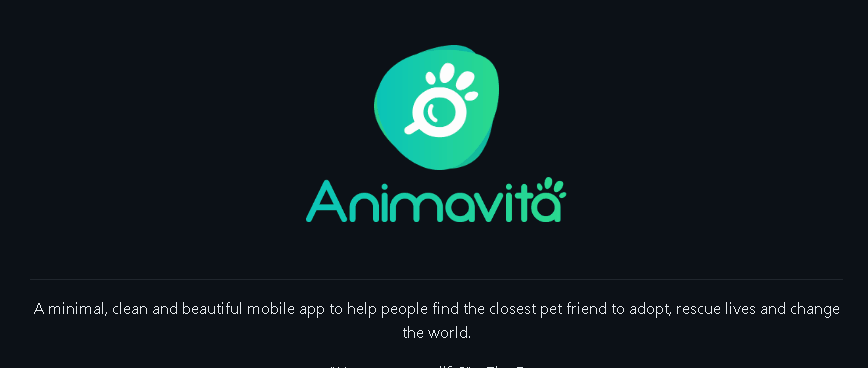 Animavita
A minimal, clean and beautiful mobile app to help people find the closest pet friend to adopt, rescue lives and change
the world.